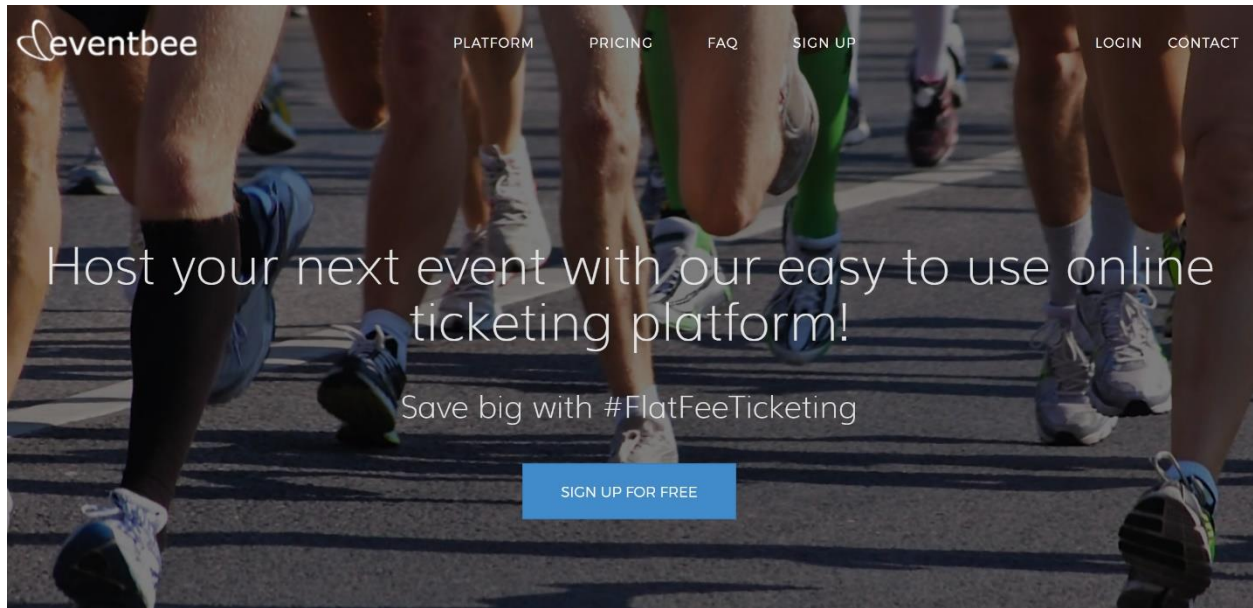 eventbee
PLATFORM PRICING FAQ SIGN UP LOGIN CONTACT
Host your next event with our easy to use online
ticketing platform!
Save big with #FlatFeeTicketing
SIGN UP FOR FREE